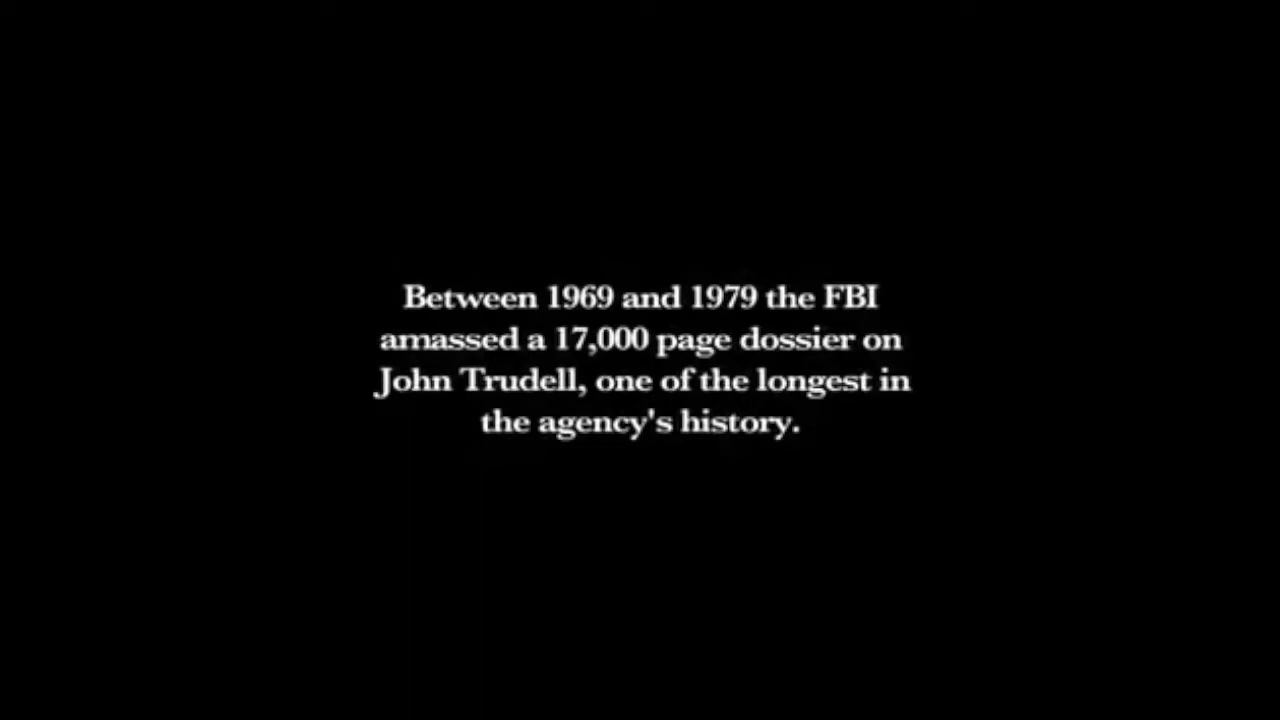 Between 1969 and 1979 the FBI
amassed a 17,000 page dossier on
John Trudell, one of the longest in
the agency's history.